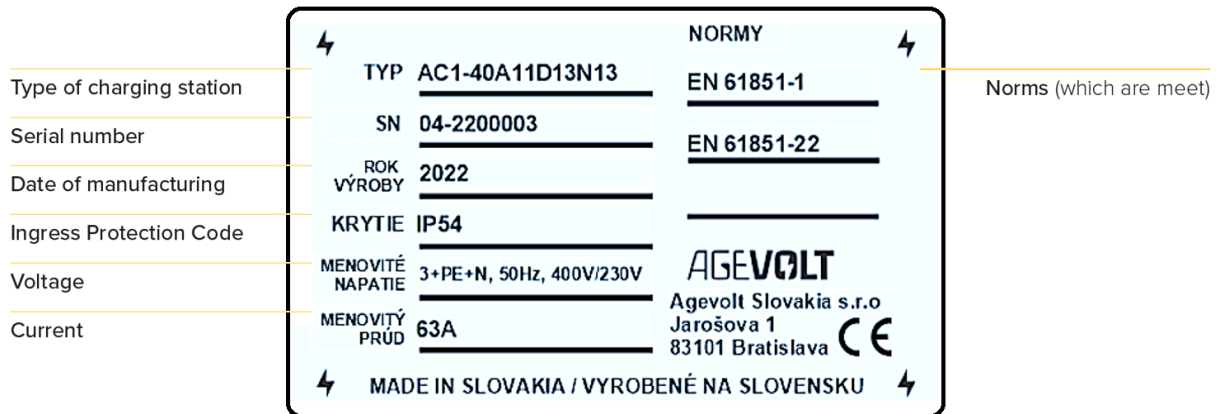 Type of charging station
Serial number
Date of manufacturing
Ingress Protection Code
Voltage
Current
TYP AC1-40A11D13N13
SN 04-2200003
ROK
VÝROBY 2022
KRYTIE IP54
MENOVITÉ
NAPATIE 3+PE+N, 50Hz, 400V/230V
MENOVITÝ
PRÚD 63A
NORMY
EN 61851-1
EN 61851-22
AGEVOLT
Agevolt Slovakia s.r.o
Jarošova 1
83101 Bratislava CE
MADE IN SLOVAKIA / VYROBENÉ NA SLOVENSKU
Norms (which are meet)